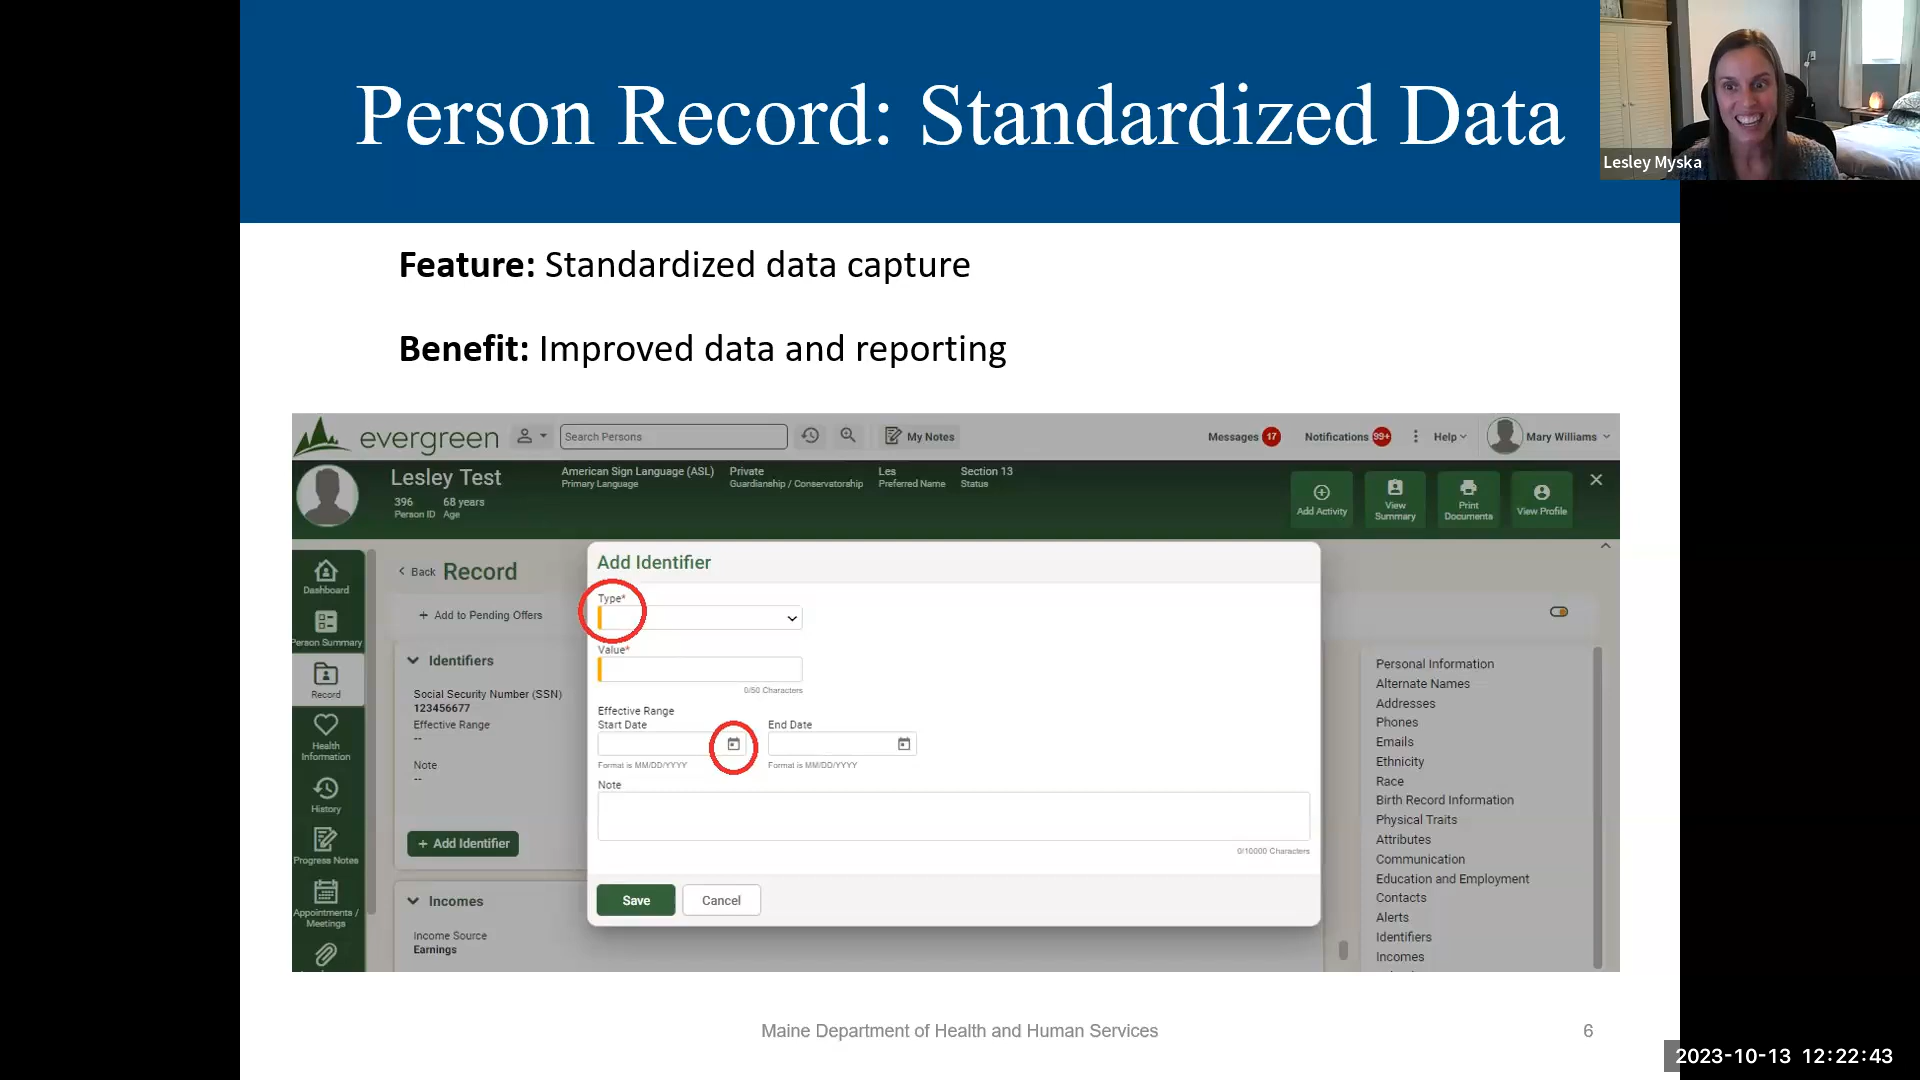 Person Record: Standardized Data
Lesley Myska
Feature: Standardized data capture
Benefit: Improved data and reporting
evergreen
Search Persons
My Notes
Messages 17
Notifications 99+
Help
Mary Williams
Lesley Test
396
Person ID
68 years
Age
American Sign Language (ASL)
Primary Language
Private
Guardianship / Conservatorship
Les
Preferred Name
Section 13
Status
Add Activity
View
Summary
Print
Documents
View Profile
Dashboard
Person Summary
Record
Health
Information
History
Progress Notes
Appointments /
Meetings
Back Record
+ Add to Pending Offers
Identifiers
Social Security Number (SSN)
123456677
Effective Range
--
Note
--
+ Add Identifier
Incomes
Income Source
Earnings
Add Identifier
Type*
Value*
0/50 Characters
Effective Range
Start Date
End Date
Format is MM/DD/YYYY
Format is MM/DD/YYYY
Note
0/10000 Characters
Save
Cancel
Personal Information
Alternate Names
Addresses
Phones
Emails
Ethnicity
Race
Birth Record Information
Physical Traits
Attributes
Communication
Education and Employment
Contacts
Alerts
Identifiers
Incomes
Maine Department of Health and Human Services
6
2023-10-13 12:22:43